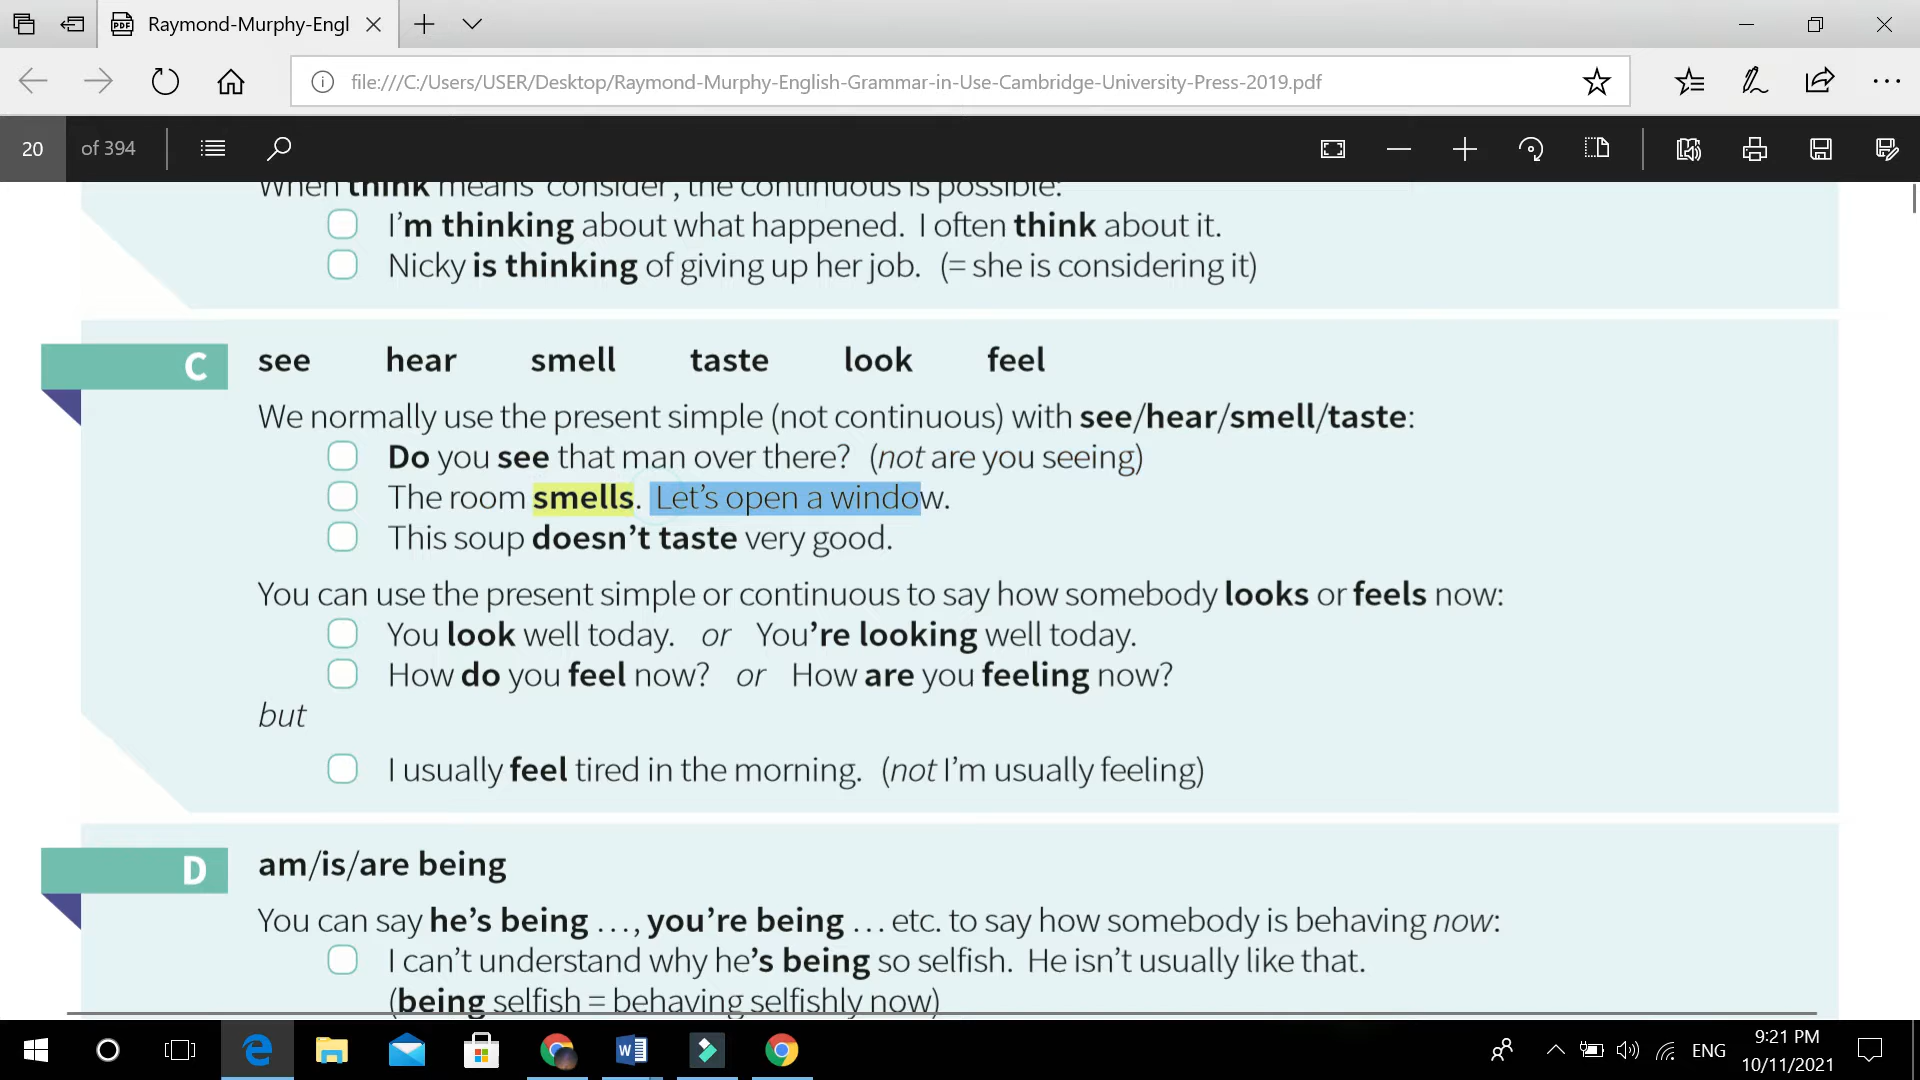 Raymond-Murphy-Engl
file:///C:/Users/USER/Desktop/Raymond-Murphy-English-Grammar-in-Use-Cambridge-University-Press-2019.pdf
20 of 394
When think means 'consider', the continuous is possible:
I'm thinking about what happened. I often think about it.
Nicky is thinking of giving up her job. (= she is considering it)
C see hear smell taste look feel
We normally use the present simple (not continuous) with see/hear/smell/taste:
Do you see that man over there? (not are you seeing)
The room smells. Let's open a window.
This soup doesn't taste very good.
You can use the present simple or continuous to say how somebody looks or feels now:
You look well today. or You're looking well today.
How do you feel now? or How are you feeling now?
but
I usually feel tired in the morning. (not I'm usually feeling)
D am/is/are being
You can say he's being …, you're being … etc. to say how somebody is behaving now:
I can't understand why he's being so selfish. He isn't usually like that.
(being selfish = behaving selfishly now)
ENG
9:21 PM
10/11/2021